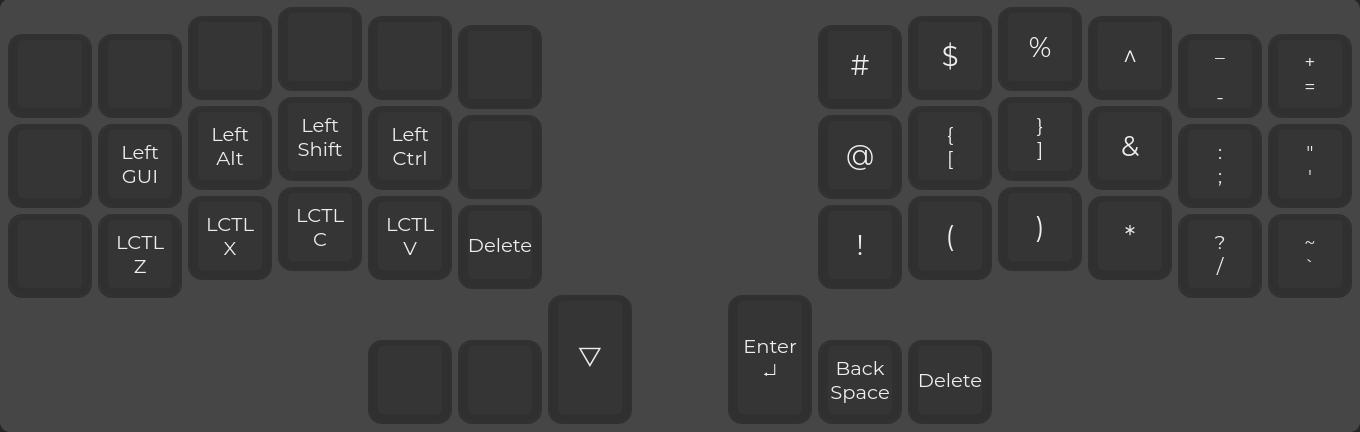 # $ % ^ _ +
- =
Left Left Left Left @ { } & : "
GUI Alt Shift Ctrl [ ] ; '
LCTL LCTL LCTL LCTL Delete ! ( ) * ? ~
Z X C V / `
▽ Enter Back Delete
↵ Space